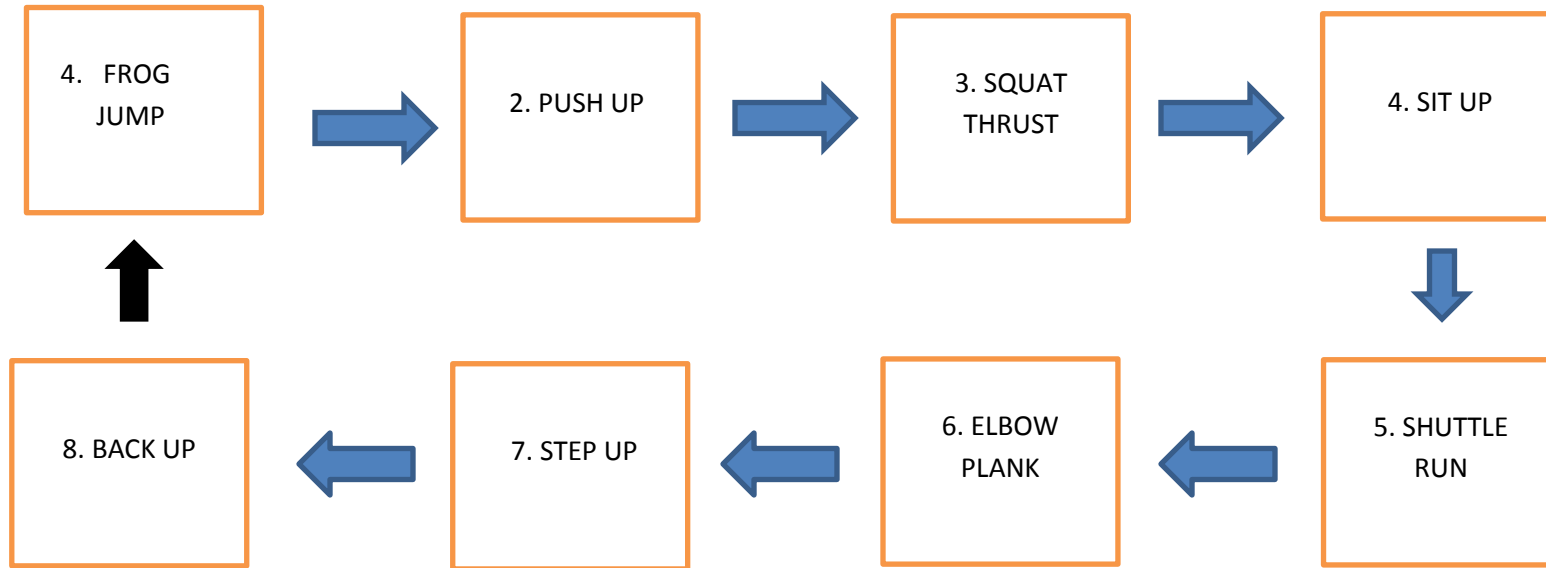 4. FROG
JUMP
2. PUSH UP
3. SQUAT
THRUST
4. SIT UP
8. BACK UP
7. STEP UP
6. ELBOW
PLANK
5. SHUTTLE
RUN